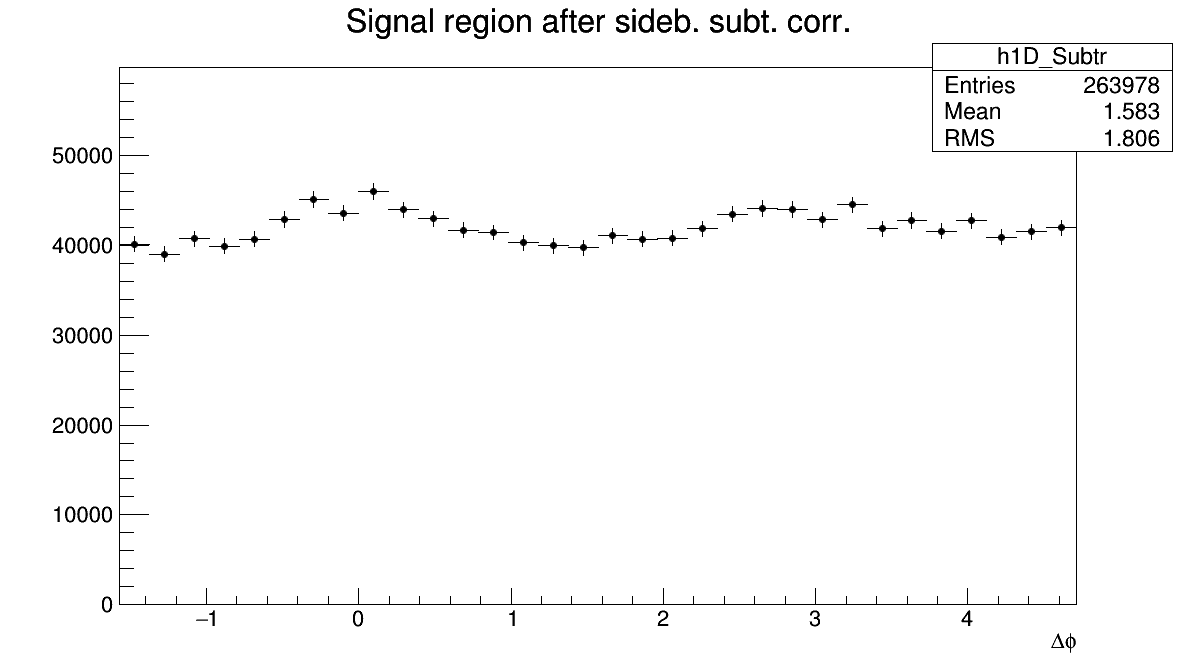 Signal region after sideb. subt. corr.
h1D_Subtr
Entries 263978
Mean 1.583
RMS 1.806
50000
40000
30000
20000
10000
0
−1 0 1 2 3 4
Δϕ